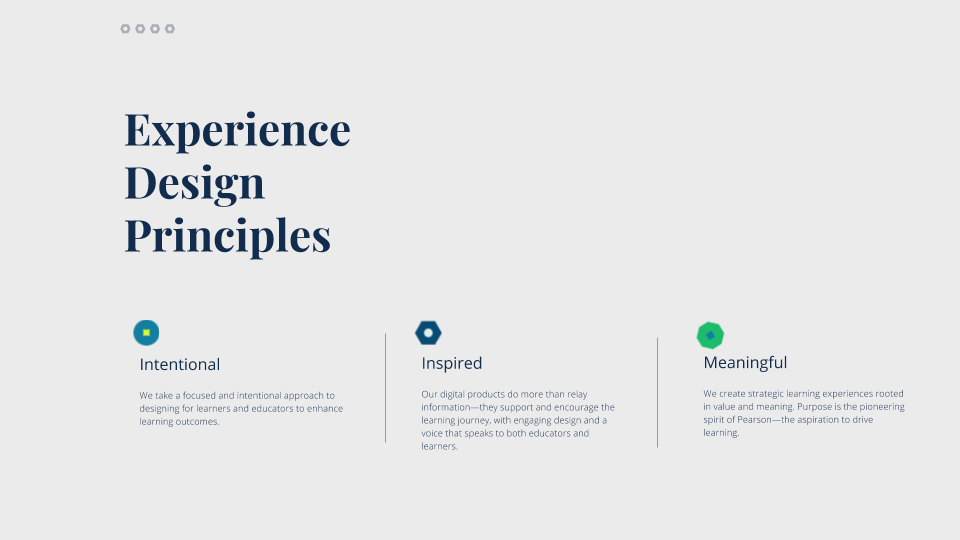 Experience
Design
Principles
Intentional
We take a focused and intentional approach to
designing for learners and educators to enhance
learning outcomes.
Inspired
Our digital products do more than relay
information—they support and encourage the
learning journey, with engaging design and a
voice that speaks to both educators and
learners.
Meaningful
We create strategic learning experiences rooted
in value and meaning. Purpose is the pioneering
spirit of Pearson—the aspiration to drive
learning.